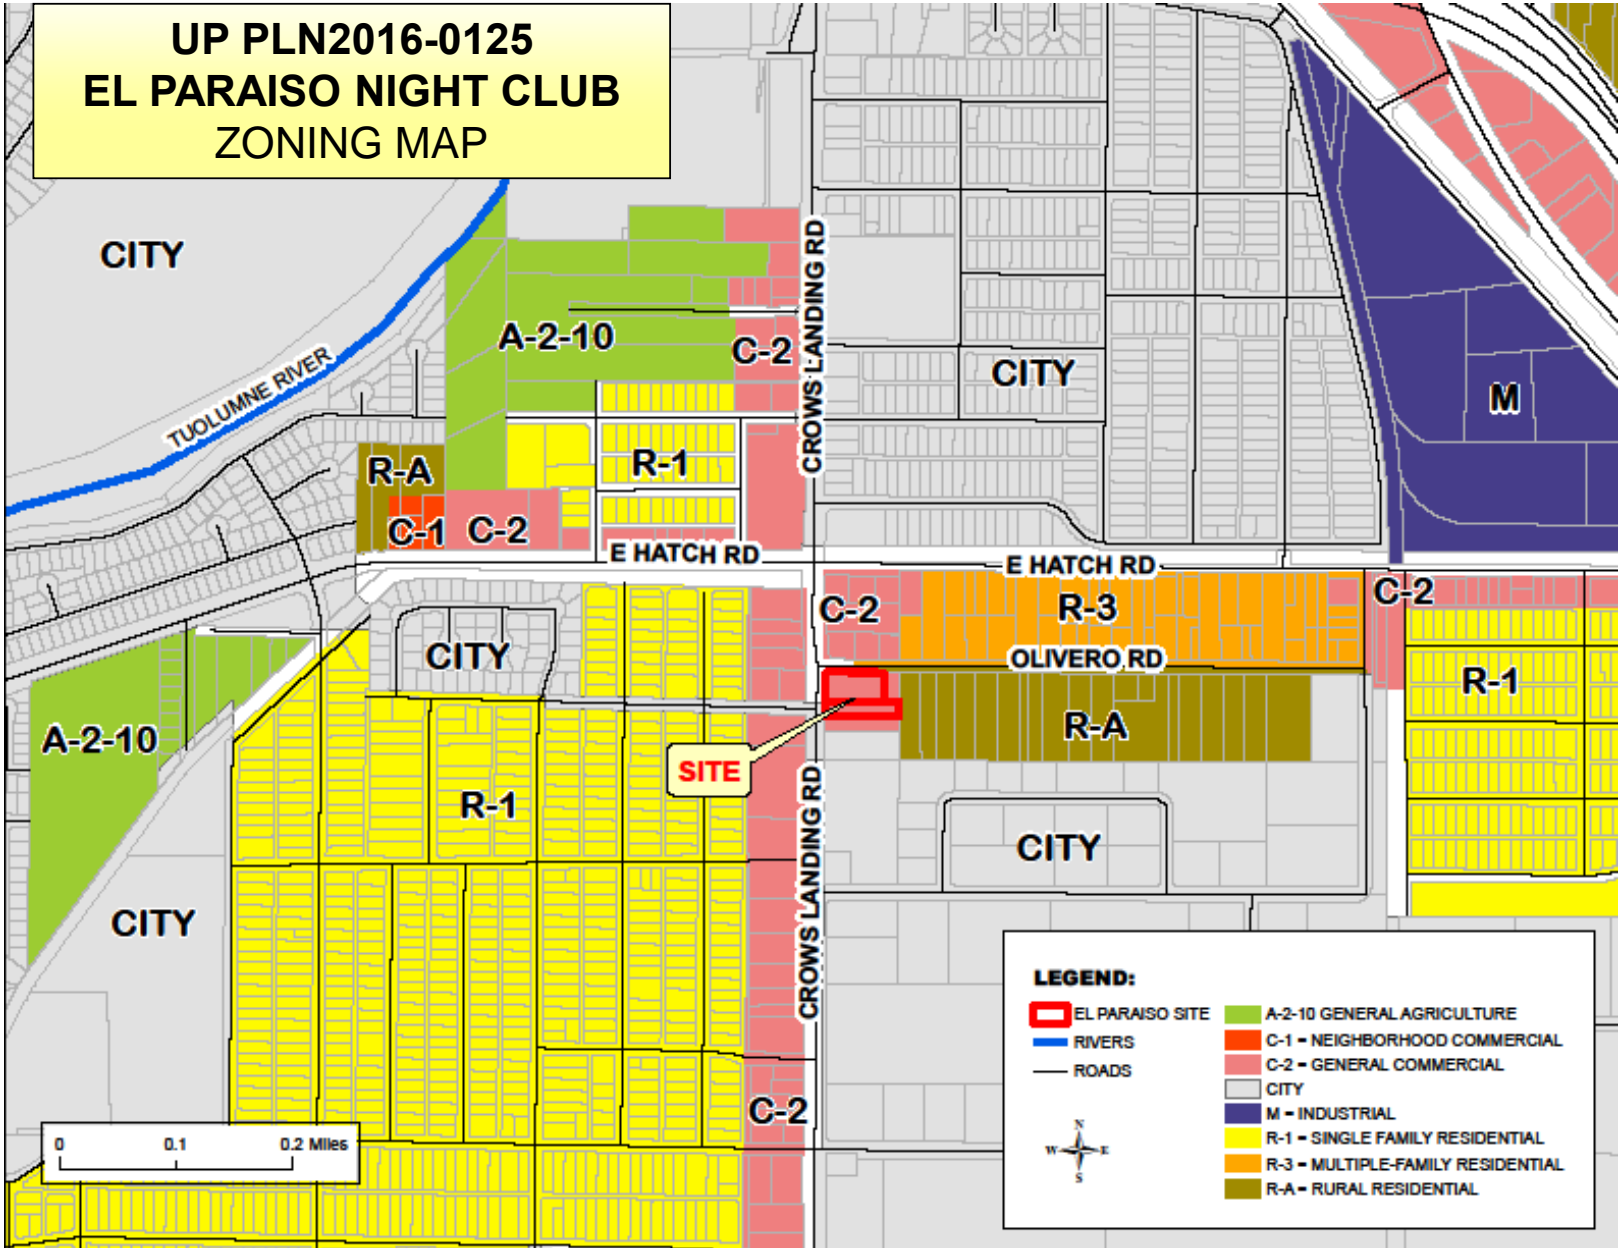 UP PLN2016-0125
EL PARAISO NIGHT CLUB
ZONING MAP
CITY
TUOLUMNE RIVER
A-2-10
C-2
CROWS LANDING RD
CITY
M
R-A
R-1
C-1
C-2
E HATCH RD
E HATCH RD
C-2
R-3
C-2
CITY
OLIVERO RD
R-1
A-2-10
R-A
SITE
R-1
CROWS LANDING RD
CITY
CITY
C-2
0 0.1 0.2 Miles
LEGEND:
EL PARAISO SITE
RIVERS
ROADS
N
W E
S
A-2-10 GENERAL AGRICULTURE
C-1 = NEIGHBORHOOD COMMERCIAL
C-2 = GENERAL COMMERCIAL
CITY
M = INDUSTRIAL
R-1 = SINGLE FAMILY RESIDENTIAL
R-3 = MULTIPLE-FAMILY RESIDENTIAL
R-A = RURAL RESIDENTIAL